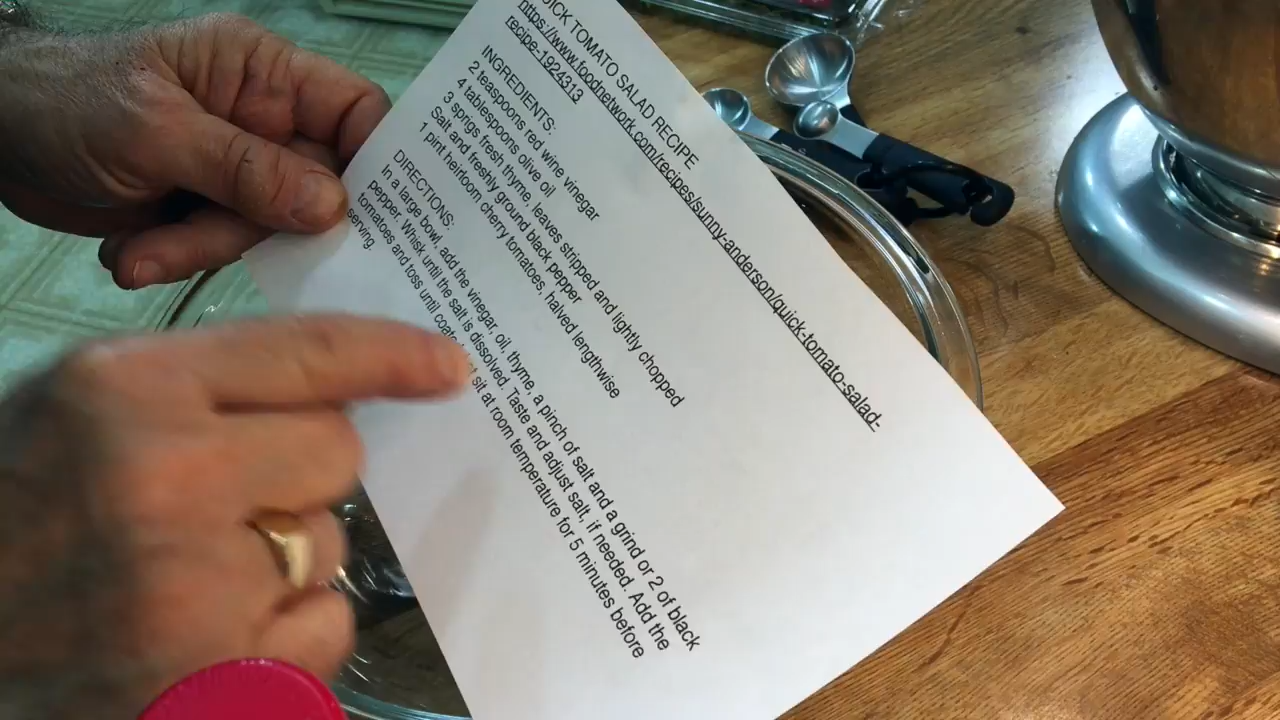 UICK TOMATO SALAD RECIPE
https://www.foodnetwork.com/recipes/sunny-anderson/quick-tomato-salad-
recipe-1924313
INGREDIENTS:
2 teaspoons red wine vinegar
4 tablespoons olive oil
3 sprigs fresh thyme, leaves stripped and lightly chopped
Salt and freshly ground black pepper
1 pint heirloom cherry tomatoes, halved lengthwise
DIRECTIONS:
In a large bowl, add the vinegar, oil, thyme, a pinch of salt and a grind or 2 of black
pepper. Whisk until the salt is dissolved. Taste and adjust salt, if needed. Add the
tomatoes and toss until sit at room temperature for 5 minutes before
serving.